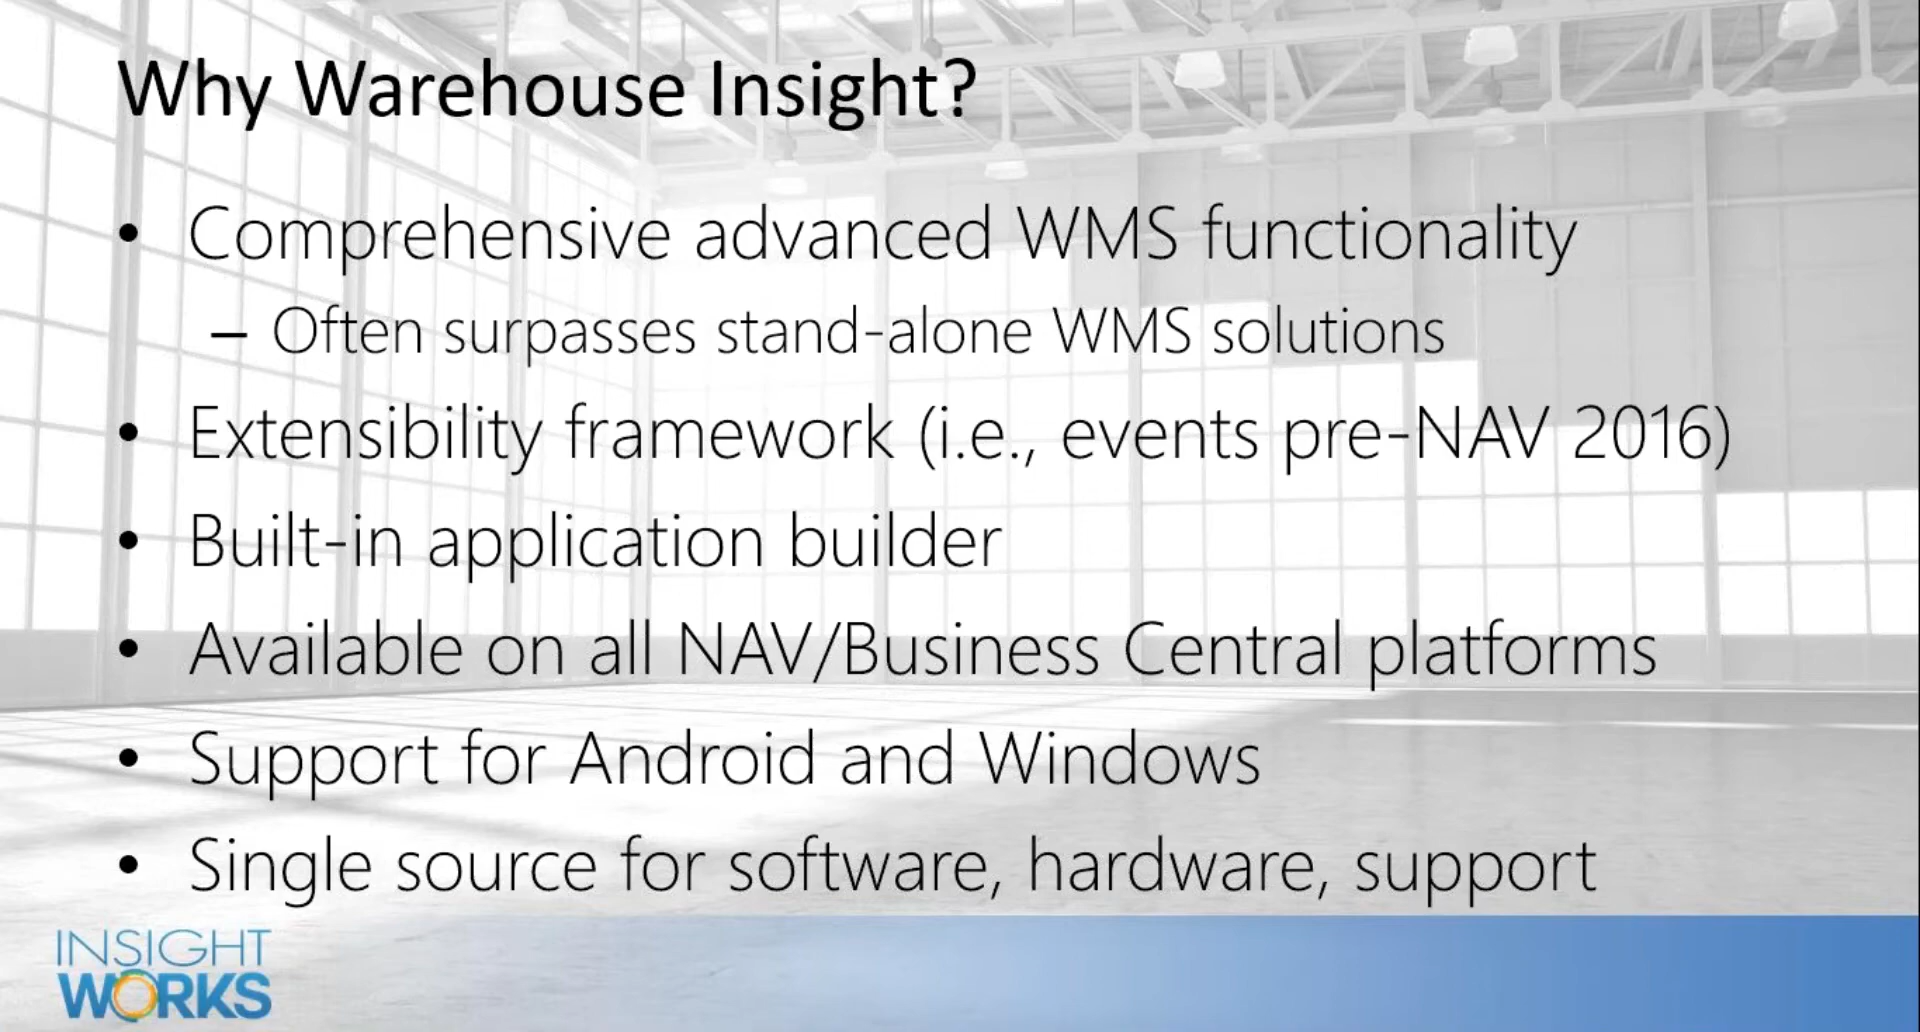 Why Warehouse Insight?
• Comprehensive advanced WMS functionality
– Often surpasses stand-alone WMS solutions
• Extensibility framework (i.e., events pre-NAV 2016)
• Built-in application builder
• Available on all NAV/Business Central platforms
• Support for Android and Windows
• Single source for software, hardware, support
INSIGHT
WORKS